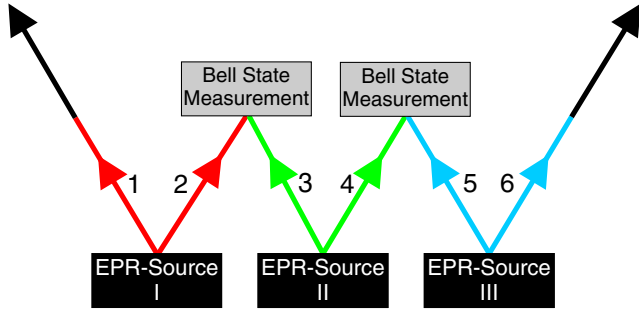 Bell State
Measurement
Bell State
Measurement
1
2
3
4
5
6
EPR-Source
I
EPR-Source
II
EPR-Source
III